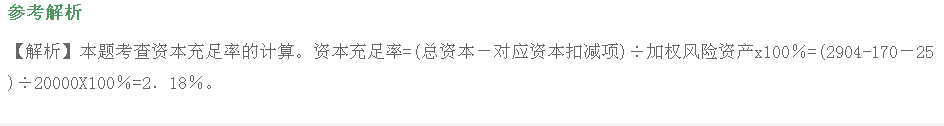 参考解析
【解析】本题考查资本充足率的计算。资本充足率=(总资本－对应资本扣减项)÷加权风险资产x100％=(2904-170－25
)÷20000X100％=2．18％。